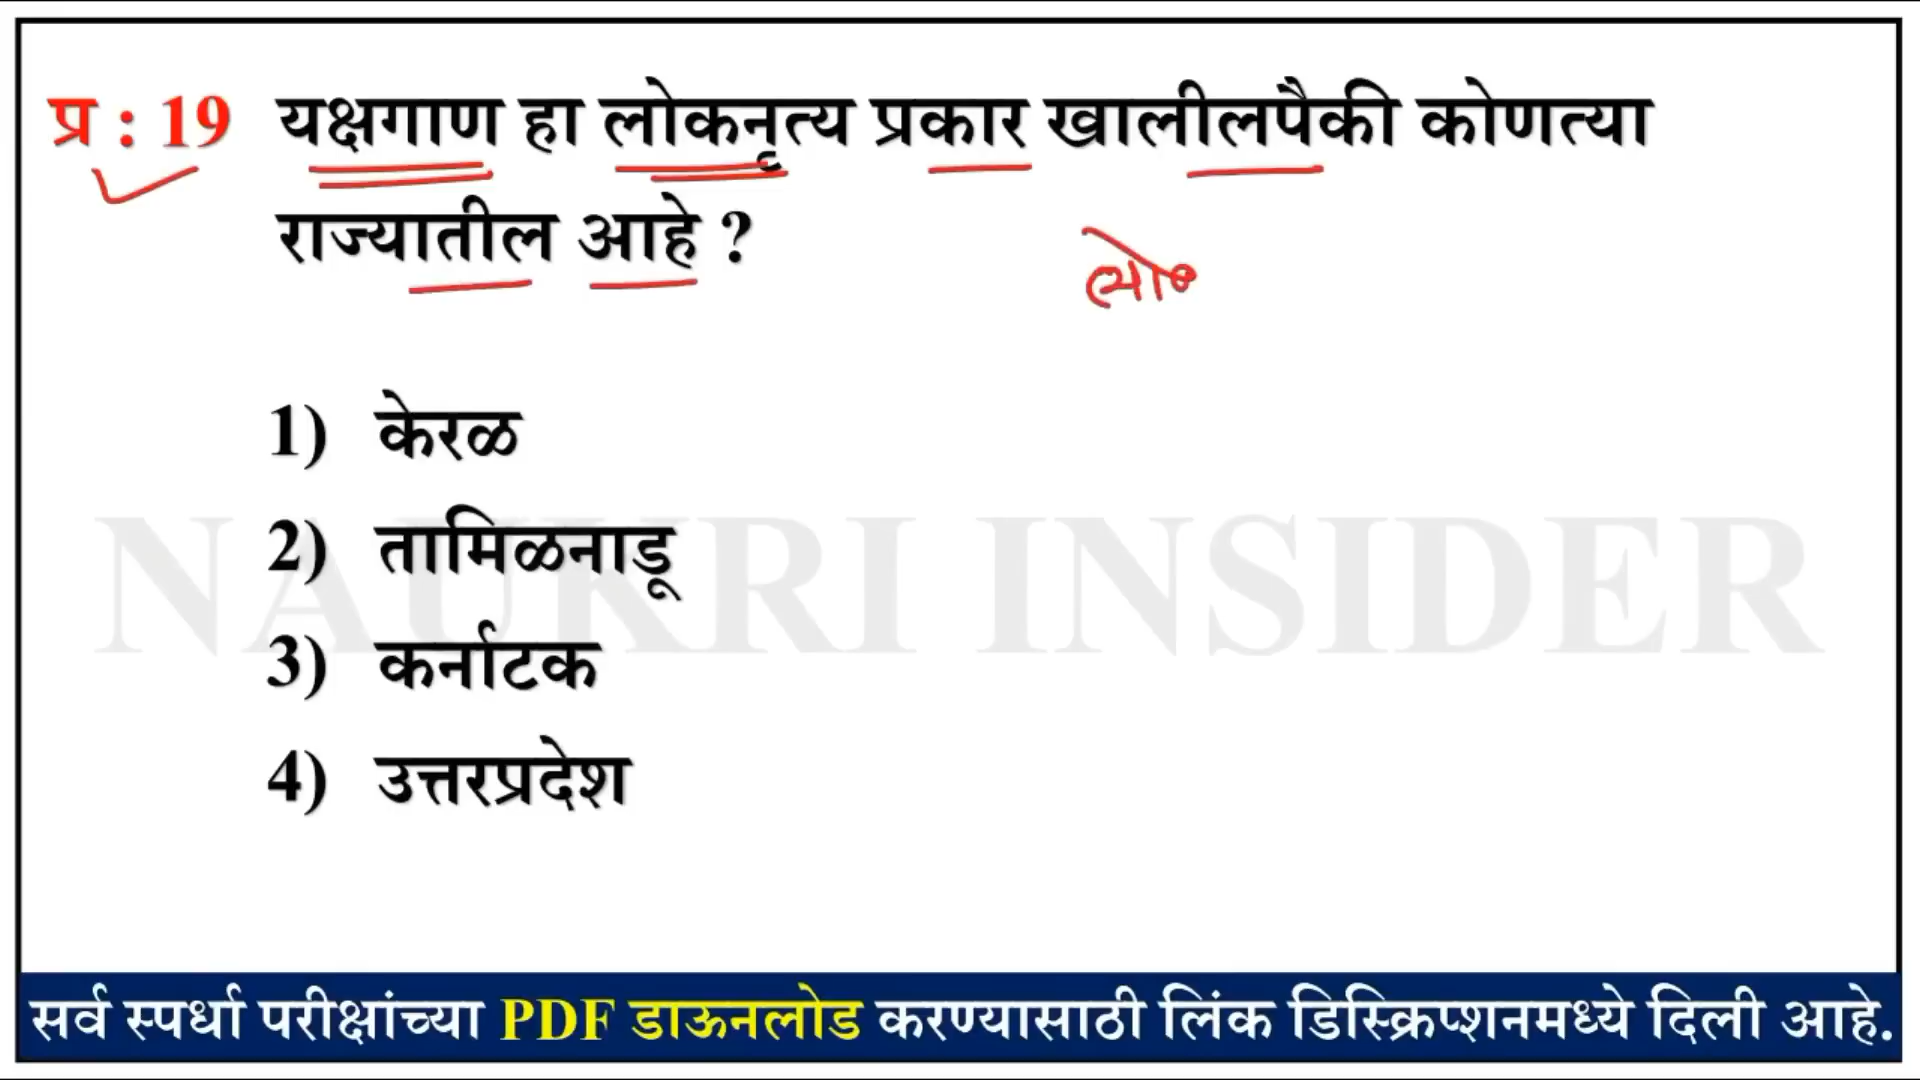 प्र : 19 यक्षगाण हा लोकनृत्य प्रकार खालीलपैकी कोणत्या
राज्यातील आहे ?
1) केरळ
2) तामिळनाडू
3) कर्नाटक
4) उत्तरप्रदेश
NAUKRI INSIDER
सर्व स्पर्धा परीक्षांच्या PDF डाऊनलोड करण्यासाठी लिंक डिस्क्रिप्शनमध्ये दिली आहे.